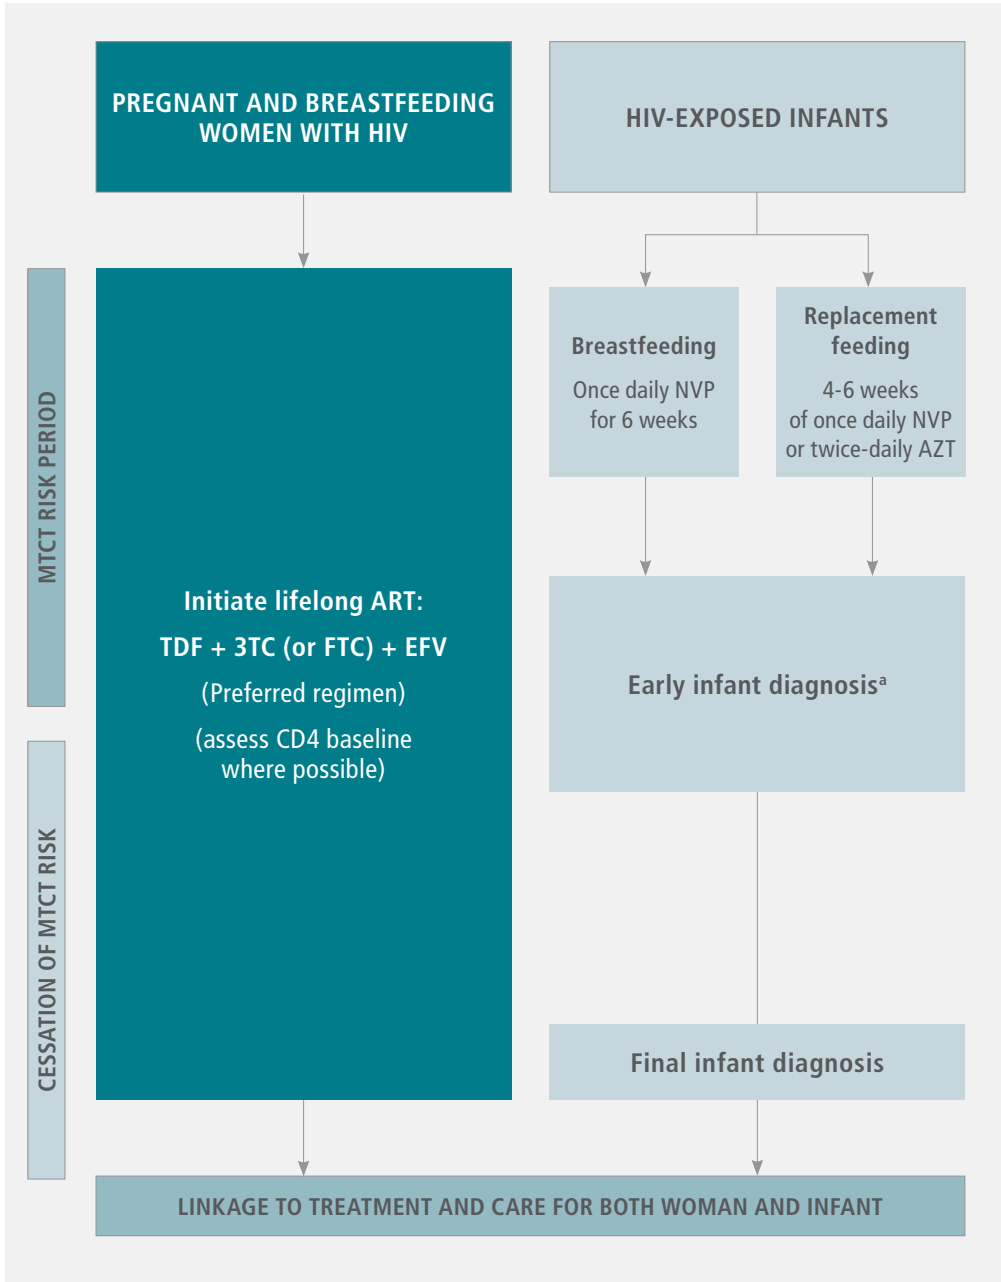 PREGNANT AND BREASTFEEDING
WOMEN WITH HIV
HIV-EXPOSED INFANTS
MTCT RISK PERIOD
CESSATION OF MTCT RISK
Initiate lifelong ART:
TDF + 3TC (or FTC) + EFV
(Preferred regimen)
(assess CD4 baseline
where possible)
Breastfeeding
Once daily NVP
for 6 weeks
Replacement
feeding
4-6 weeks
of once daily NVP
or twice-daily AZT
Early infant diagnosisᵃ
Final infant diagnosis
LINKAGE TO TREATMENT AND CARE FOR BOTH WOMAN AND INFANT